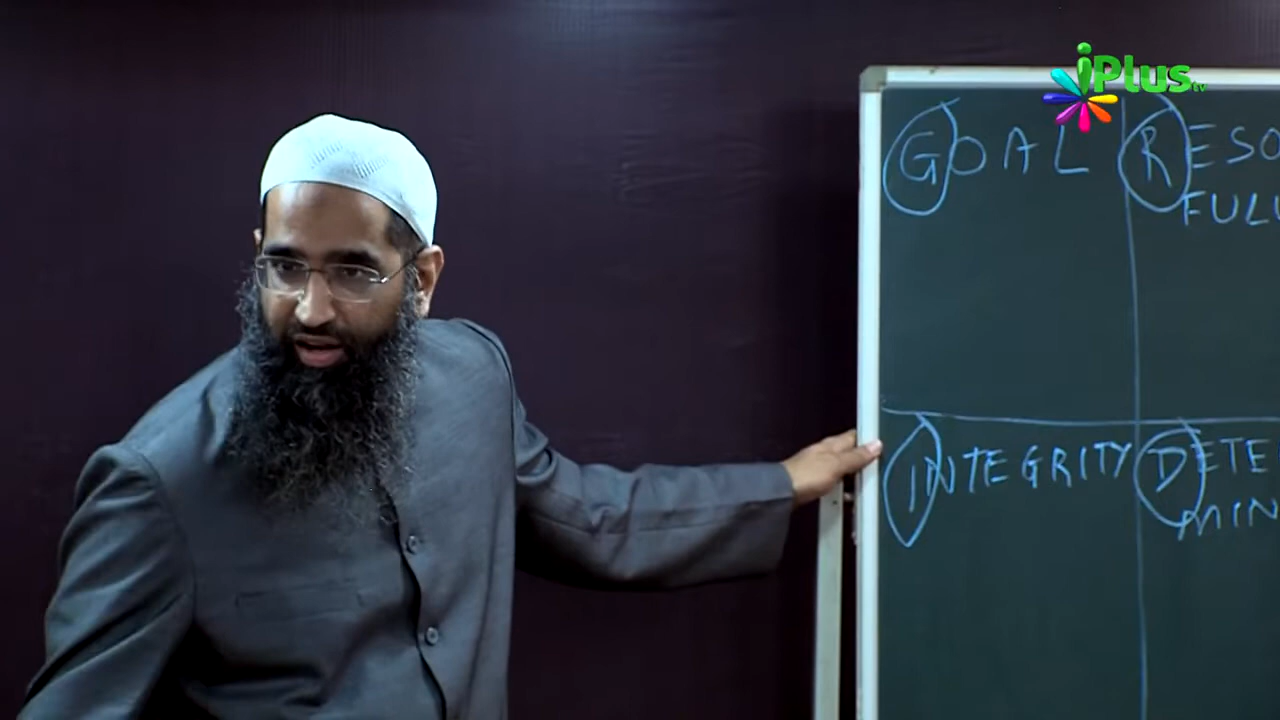 iPlus tv
GOAL
RESO
FULL
INTEGRITY
DETE
MIN